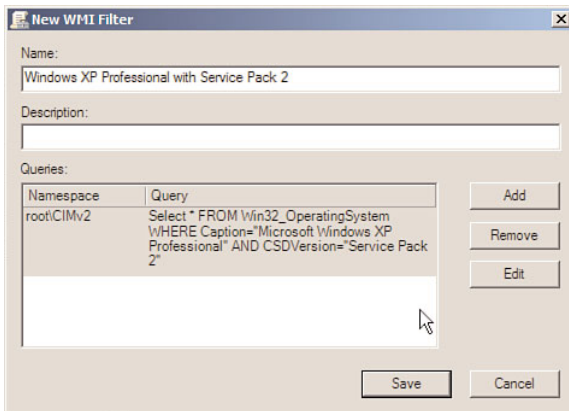 New WMI Filter
Name:
Windows XP Professional with Service Pack 2
Description:
Queries:
Namespace Query
root\CIMv2 Select * FROM Win32_OperatingSystem
WHERE Caption="Microsoft Windows XP
Professional" AND CSDVersion="Service Pack
2"
Add
Remove
Edit
Save Cancel